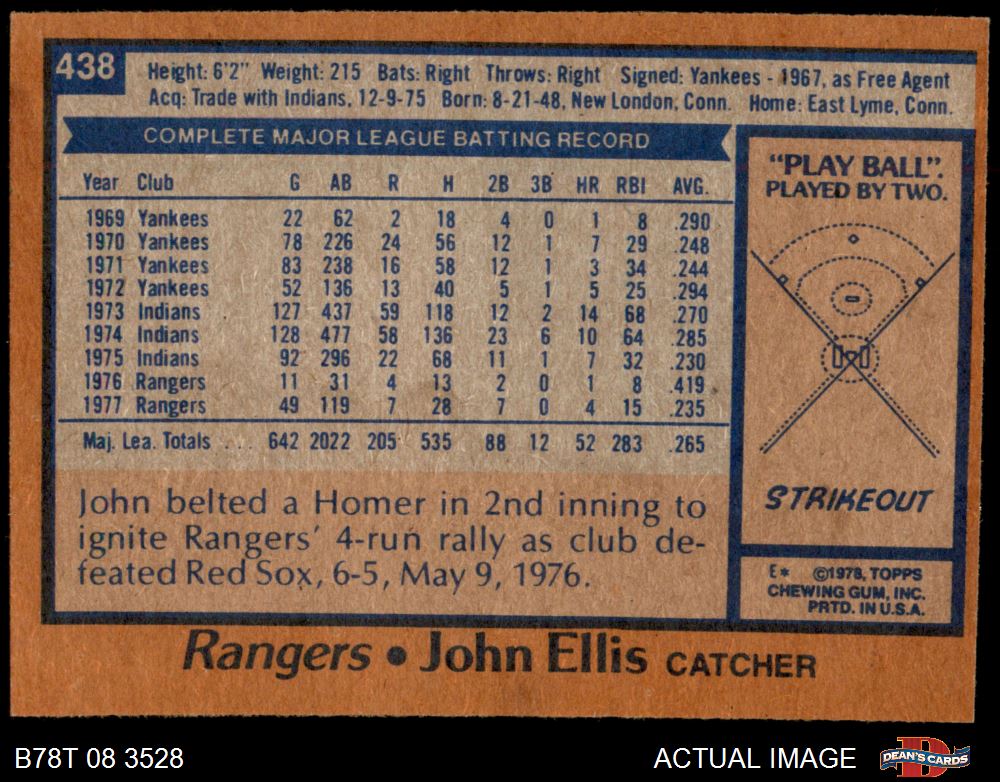 438
Height: 6'2" Weight: 215 Bats: Right Throws: Right Signed: Yankees - 1967, as Free Agent
Acq: Trade with Indians, 12-9-75 Born: 8-21-48, New London, Conn. Home: East Lyme, Conn.
COMPLETE MAJOR LEAGUE BATTING RECORD
Year Club G AB R H 2B 3B HR RBI AVG.
1969 Yankees 22 62 2 18 4 0 1 8 .290
1970 Yankees 78 226 24 56 12 1 7 29 .248
1971 Yankees 83 238 16 58 12 1 3 34 .244
1972 Yankees 52 136 13 40 5 1 5 25 .294
1973 Indians 127 437 59 118 12 2 14 68 .270
1974 Indians 128 477 58 136 23 6 10 64 .285
1975 Indians 92 296 22 68 11 1 7 32 .230
1976 Rangers 11 31 4 13 2 0 1 8 .419
1977 Rangers 49 119 7 28 7 0 4 15 .235
Maj. Lea. Totals .... 642 2022 205 535 88 12 52 283 .265
John belted a Homer in 2nd inning to
ignite Rangers' 4-run rally as club de-
feated Red Sox, 6-5, May 9, 1976.
"PLAY BALL".
PLAYED BY TWO.
STRIKEOUT
E* ©1978, TOPPS
CHEWING GUM, INC.
PRTD. IN U.S.A.
Rangers • John Ellis CATCHER
B78T 08 3528
ACTUAL IMAGE
DEAN'S CARDS